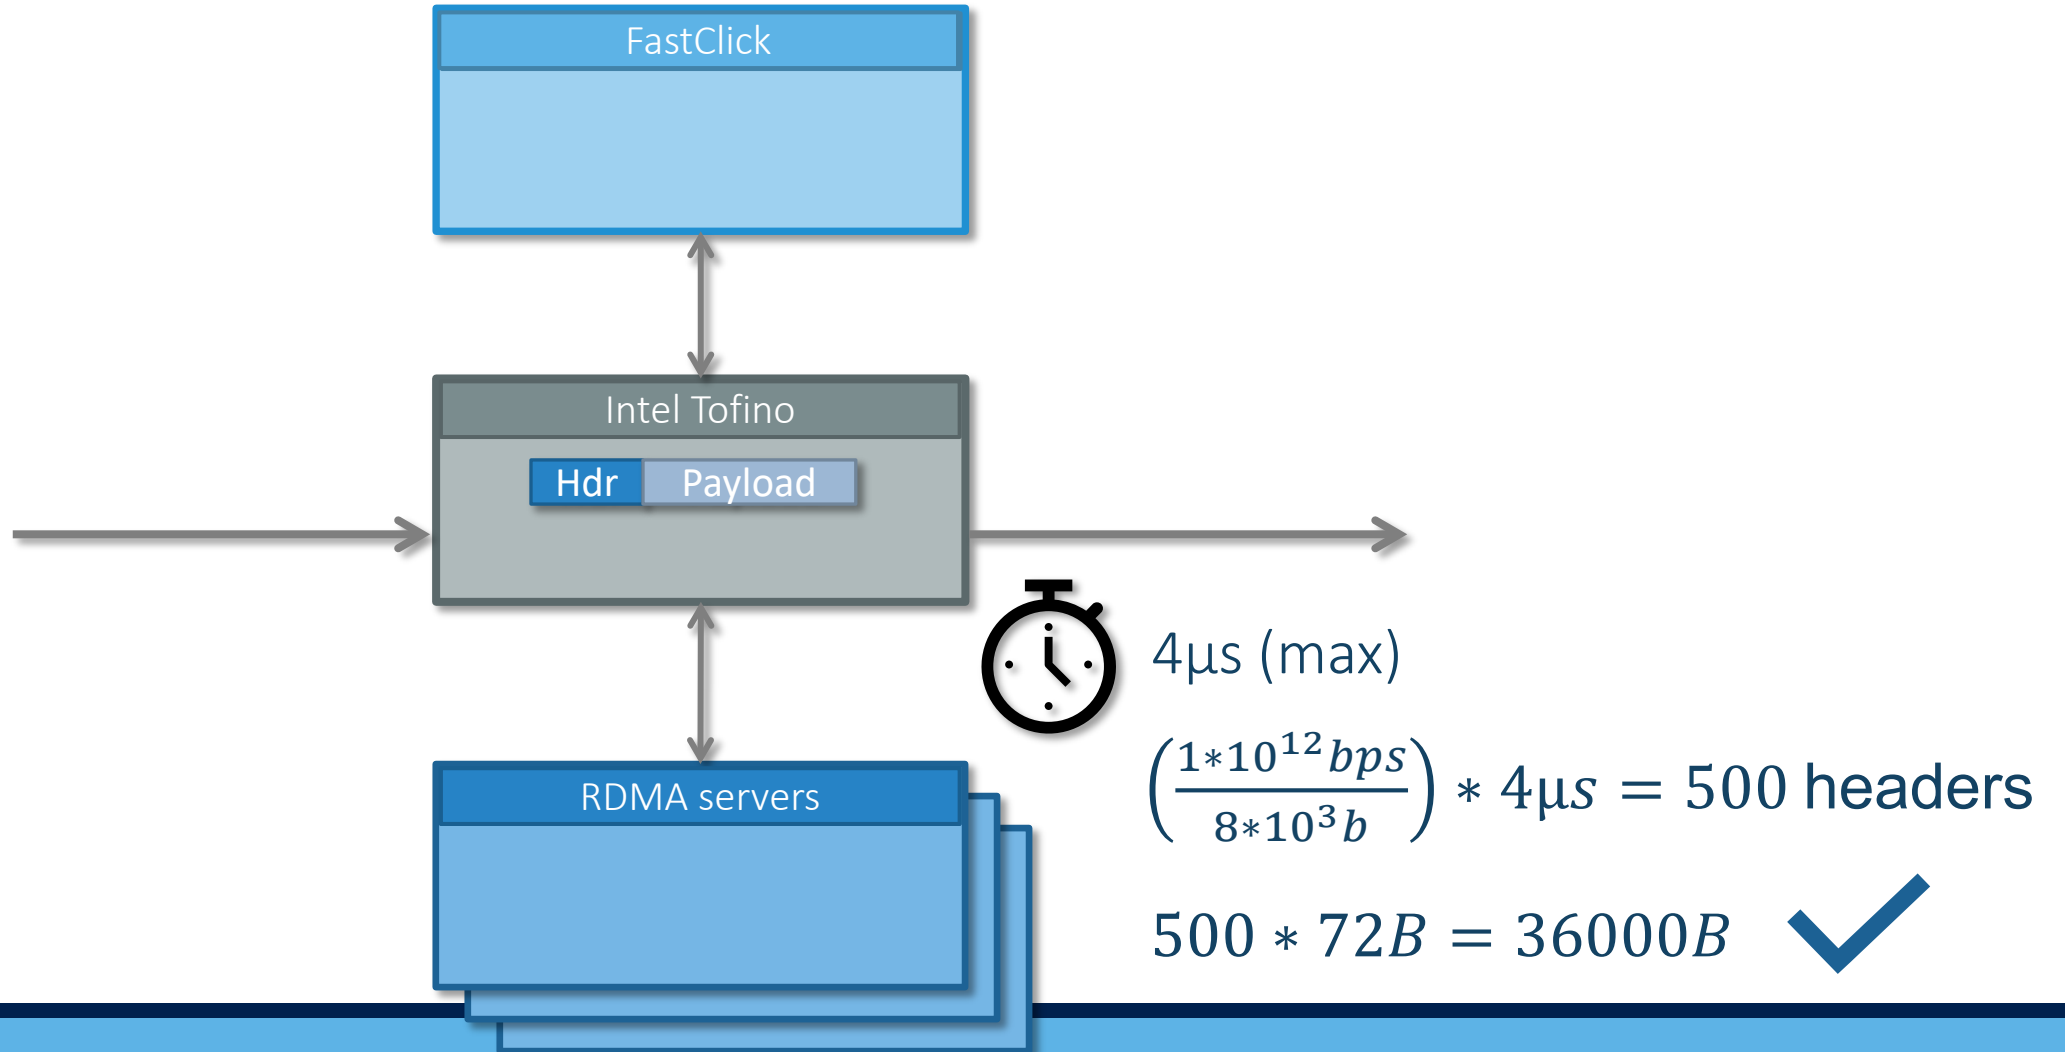 FastClick
Intel Tofino
Hdr Payload
4µs (max)
(1∗10¹²bps / 8∗10³b) ∗ 4µs = 500 headers
RDMA servers
500 ∗ 72B = 36000B